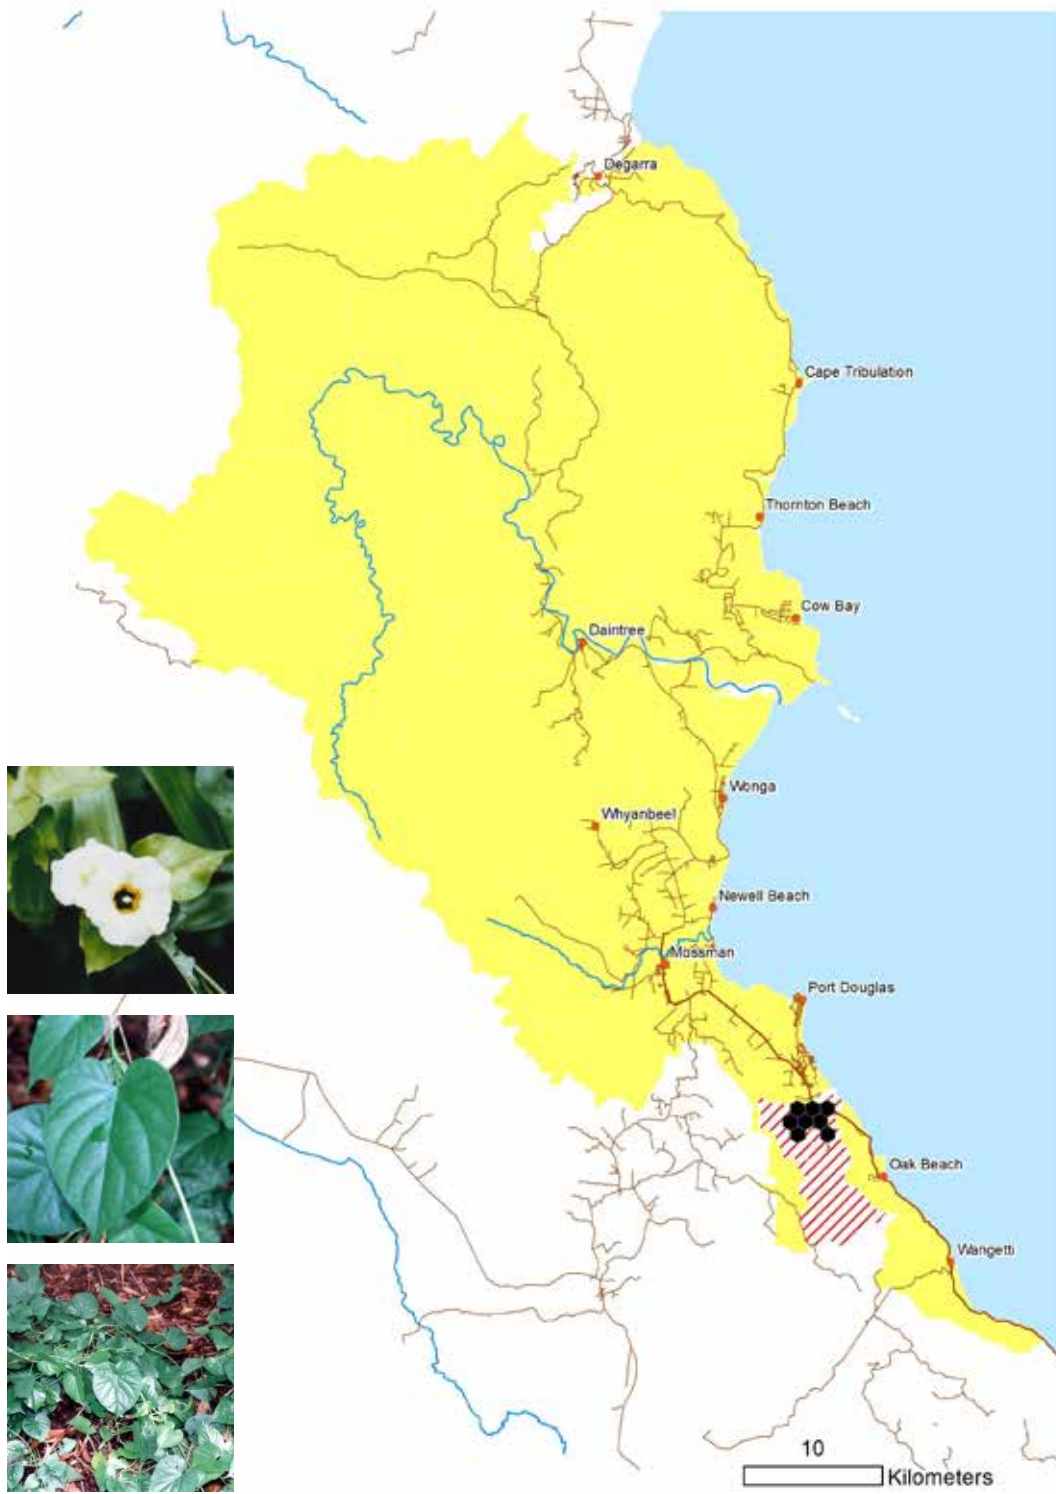 Degarra
Cape Tribulation
Thornton Beach
Cow Bay
Daintree
Wonga
Whyanbeel
Newell Beach
Mossman
Port Douglas
Oak Beach
Wangetti
10
Kilometers